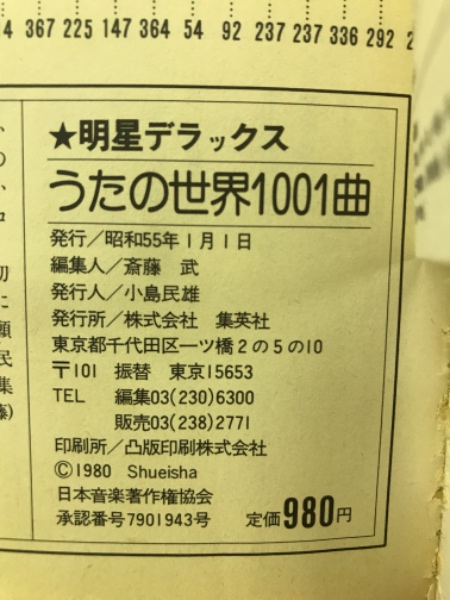 367 225 147 364 54 92 237 237 336 292
★明星デラックス
うたの世界1001曲
発行／昭和55年1月1日
編集人／斎藤 武
発行人／小島民雄
発行所／株式会社 集英社
東京都千代田区一ツ橋2の5の10
〒101 振替 東京15653
TEL 編集03(230)6300
販売03(238)2771
印刷所／凸版印刷株式会社
©1980 Shueisha
日本音楽著作権協会
承認番号7901943号 定価980円